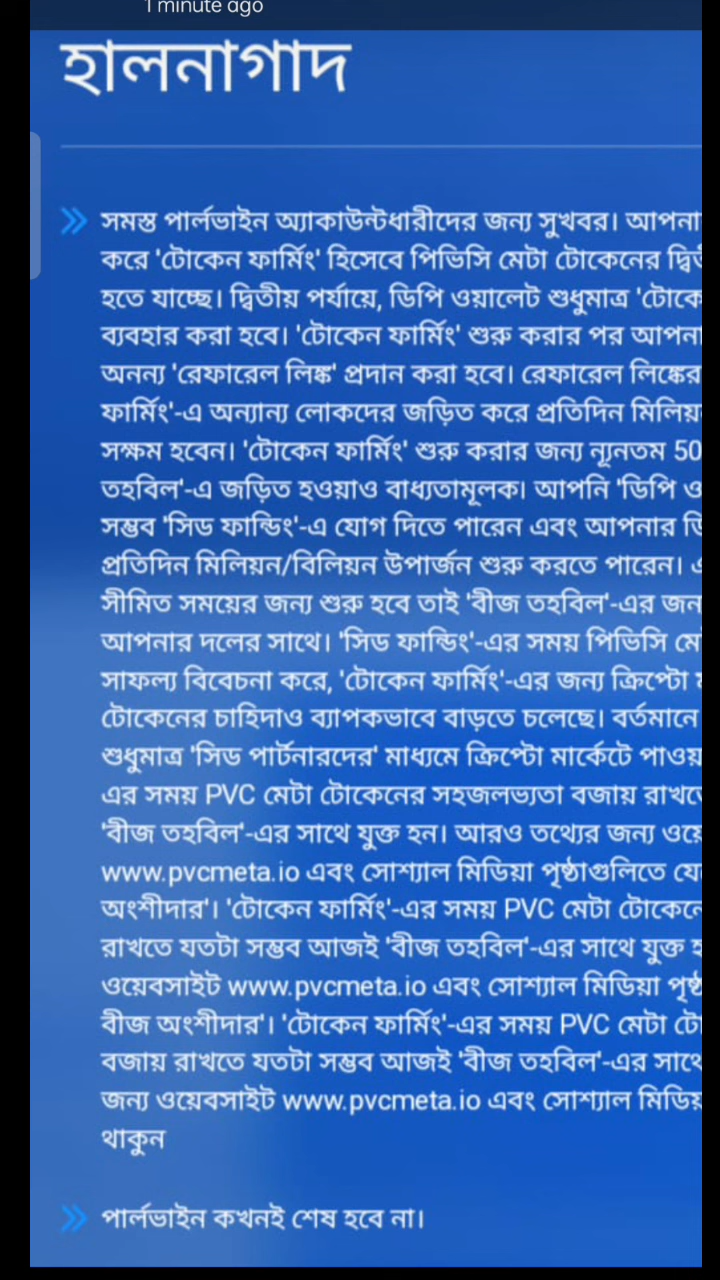 1 minute ago
হালনাগাদ
সমস্ত পার্লভাইন অ্যাকাউন্টধারীদের জন্য সুখবর। আপনা
করে 'টোকেন ফার্মিং' হিসেবে পিভিসি মেটা টোকেনের
হতে যাচ্ছে। দ্বিতীয় পর্যায়ে, ডিপি ওয়ালেট শুধুমাত্র 'টোকে
ব্যবহার করা হবে। 'টোকেন ফার্মিং' শুরু করার পর আপনা
অনন্য 'রেফারেল লিঙ্ক' প্রদান করা হবে। রেফারেল লিঙ্কের
ফার্মিং'-এ অন্যান্য লোকদের জড়িত করে প্রতিদিন মিলিয়
সক্ষম হবেন। 'টোকেন ফার্মিং' শুরু করার জন্য ন্যূনতম 50
তহবিল'-এ জড়িত হওয়াও বাধ্যতামূলক। আপনি 'ডিপি ও
সম্ভব 'সিড ফান্ডিং'-এ যোগ দিতে পারেন এবং আপনার
প্রতিদিন মিলিয়ন/বিলিয়ন উপার্জন শুরু করতে পারেন।
সীমিত সময়ের জন্য শুরু হবে তাই 'বীজ তহবিল'-এর জন
আপনার দলের সাথে। 'সিড ফান্ডিং'-এর সময় পিভিসি মে
সাফল্য বিবেচনা করে, 'টোকেন ফার্মিং'-এর জন্য ক্রিপ্টো
টোকেনের চাহিদাও ব্যাপকভাবে বাড়তে চলেছে। বর্তমানে
শুধুমাত্র 'সিড পার্টনারদের' মাধ্যমে ক্রিপ্টো মার্কেটে পাওয়
এর সময় PVC মেটা টোকেনের সহজলভ্যতা বজায় রাখতে
'বীজ তহবিল'-এর সাথে যুক্ত হন। আরও তথ্যের জন্য ওয়ে
www.pvcmeta.io এবং সোশ্যাল মিডিয়া পৃষ্ঠাগুলিতে যে
অংশীদার'। 'টোকেন ফার্মিং'-এর সময় PVC মেটা টোকেনে
রাখতে যতটা সম্ভব আজই 'বীজ তহবিল'-এর সাথে যুক্ত হ
ওয়েবসাইট www.pvcmeta.io এবং সোশ্যাল মিডিয়া পৃষ্ঠ
বীজ অংশীদার'। 'টোকেন ফার্মিং'-এর সময় PVC মেটা টো
বজায় রাখতে যতটা সম্ভব আজই 'বীজ তহবিল'-এর সাথে
জন্য ওয়েবসাইট www.pvcmeta.io এবং সোশ্যাল মিডিয়
থাকুন
পার্লভাইন কখনই শেষ হবে না।